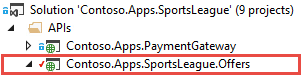 Solution 'Contoso.Apps.SportsLeague' (9 projects)
APIs
Contoso.Apps.PaymentGateway
Contoso.Apps.SportsLeague.Offers